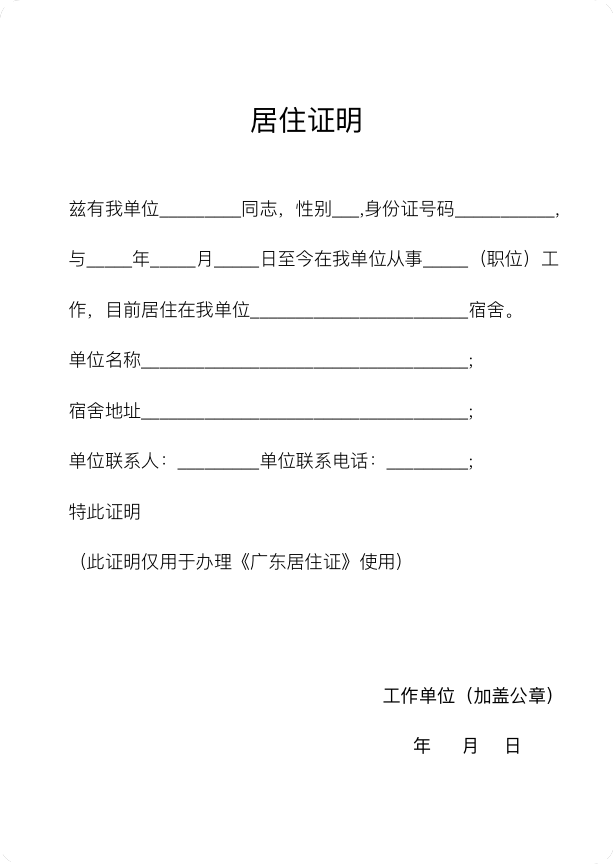 居住证明
兹有我单位_________同志，性别___,身份证号码___________,
与_____年_____月_____日至今在我单位从事_____（职位）工
作，目前居住在我单位________________________宿舍。
单位名称____________________________________;
宿舍地址____________________________________;
单位联系人：_________单位联系电话：_________;
特此证明
（此证明仅用于办理《广东居住证》使用）
工作单位（加盖公章）
年 月 日